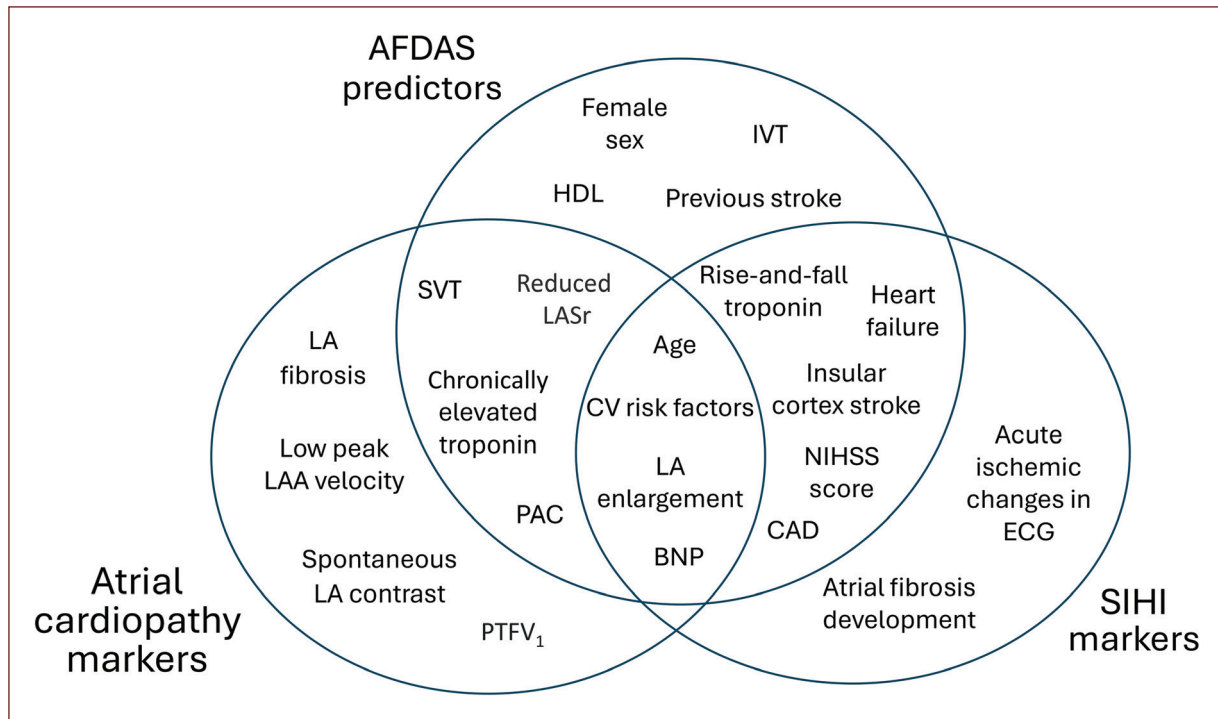 AFDAS
predictors
Female
sex
IVT
HDL
Previous stroke
SVT
Reduced
LASr
Rise-and-fall
troponin
Heart
failure
LA
fibrosis
Age
Chronically
elevated
troponin
CV risk factors
Insular
cortex stroke
Low peak
LAA velocity
LA
enlargement
NIHSS
score
Acute
ischemic
changes in
ECG
PAC
CAD
BNP
Spontaneous
LA contrast
Atrial fibrosis
development
PTFV₁
Atrial
cardiopathy
markers
SIHI
markers